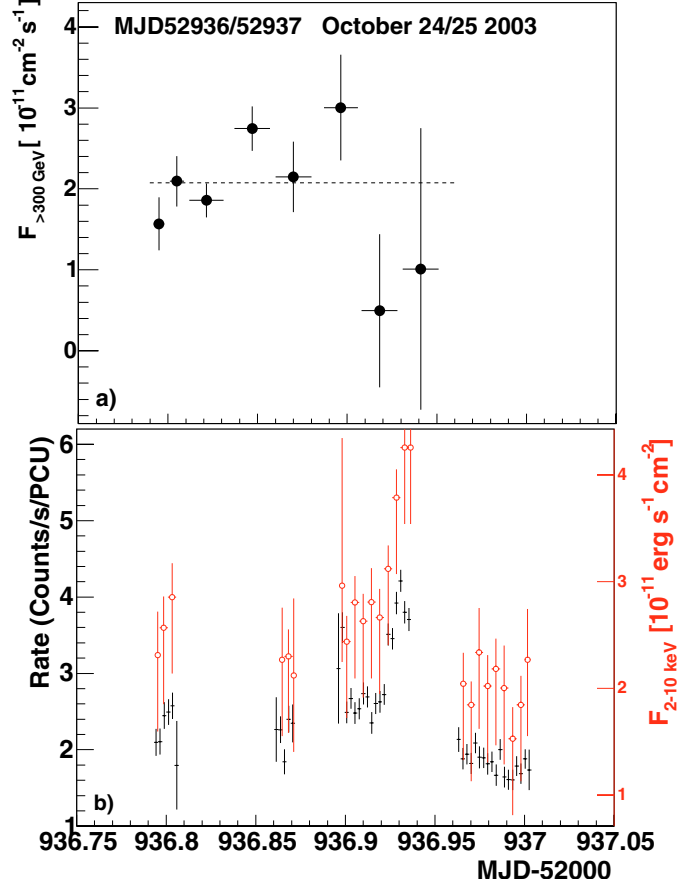 MJD52936/52937 October 24/25 2003
F >300 GeV [ 10⁻¹¹ cm⁻² s⁻¹]
4
3
2
1
0
a)
Rate (Counts/s/PCU)
6
5
4
3
2
1
b)
F 2-10 keV [10⁻¹¹ erg s⁻¹ cm⁻²]
4
3
2
1
936.75 936.8 936.85 936.9 936.95 937 937.05
MJD-52000